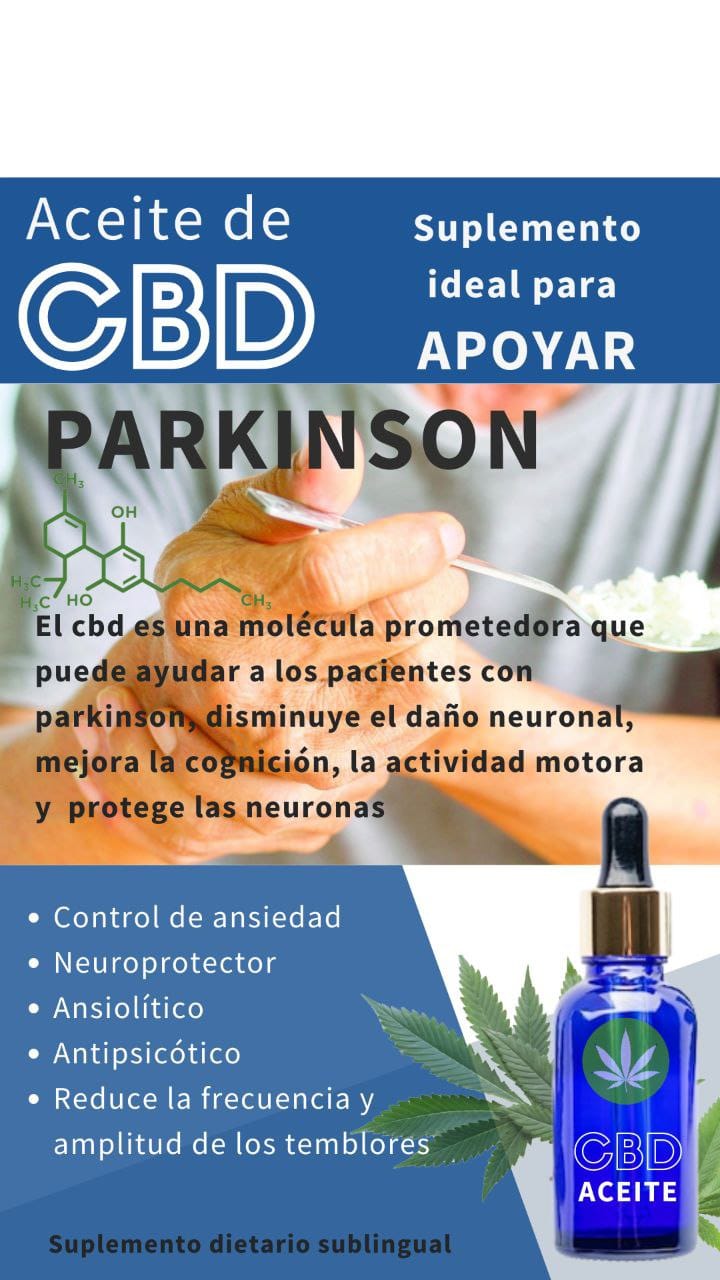 Aceite de
CBD
Suplemento
ideal para
APOYAR
PARKINSON
CH₃
OH
H₃C
H₃C
HO
CH₃
El cbd es una molécula prometedora que
puede ayudar a los pacientes con
parkinson, disminuye el daño neuronal,
mejora la cognición, la actividad motora
y protege las neuronas
• Control de ansiedad
• Neuroprotector
• Ansiolítico
• Antipsicótico
• Reduce la frecuencia y
amplitud de los temblores
CBD
ACEITE
Suplemento dietario sublingual